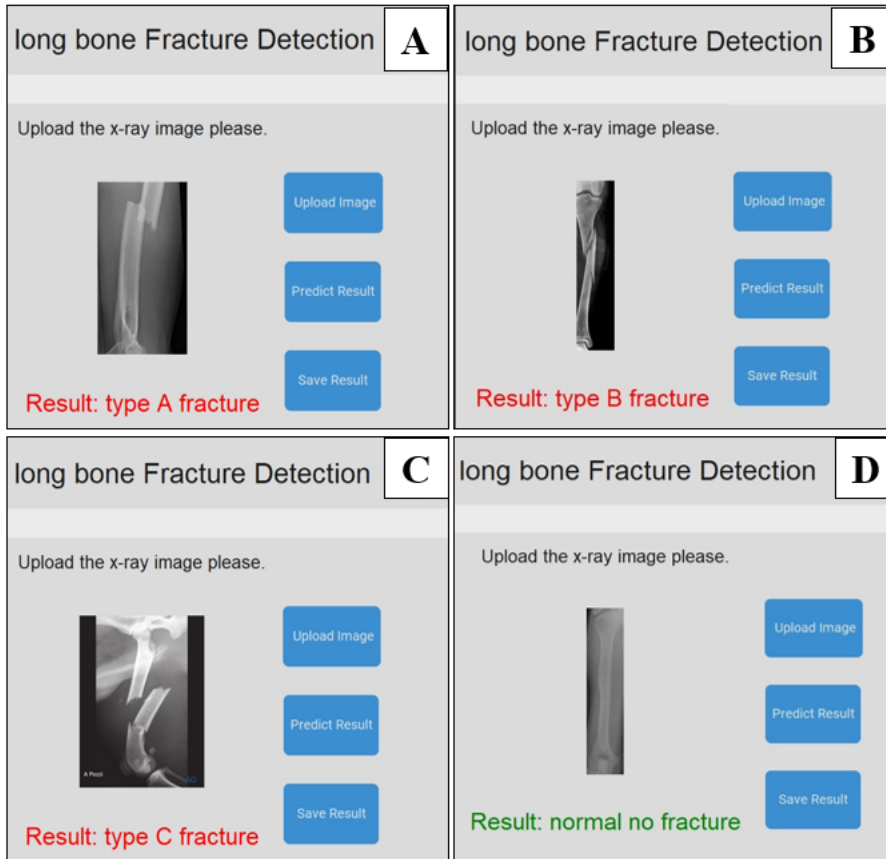 long bone Fracture Detection
A
Upload the x-ray image please.
Upload Image
Predict Result
Save Result
Result: type A fracture
long bone Fracture Detection
B
Upload the x-ray image please.
Upload Image
Predict Result
Save Result
Result: type B fracture
long bone Fracture Detection
C
Upload the x-ray image please.
Upload Image
Predict Result
A Pozzi
AO
Save Result
Result: type C fracture
long bone Fracture Detection
D
Upload the x-ray image please.
Upload Image
Predict Result
Save Result
Result: normal no fracture